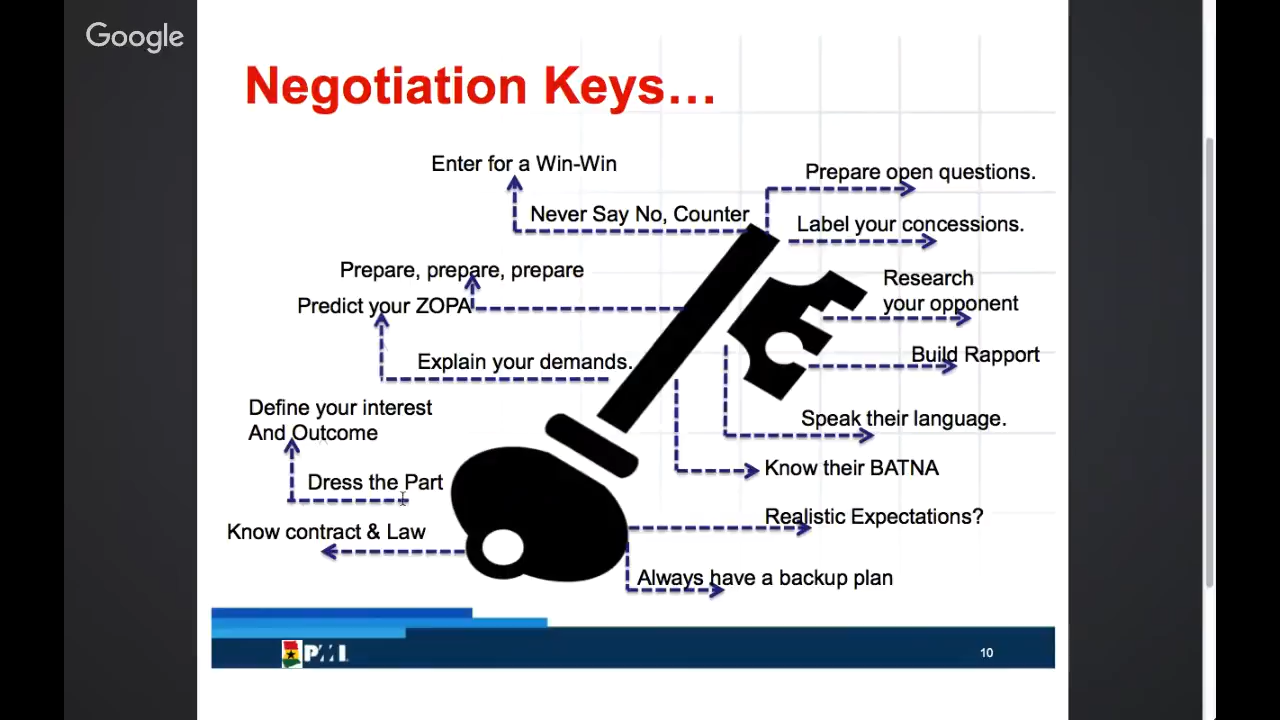 Google
Negotiation Keys...
Enter for a Win-Win
Never Say No, Counter
Prepare, prepare, prepare
Predict your ZOPA
Explain your demands.
Define your interest
And Outcome
Dress the Part
Know contract & Law
Prepare open questions.
Label your concessions.
Research
your opponent
Build Rapport
Speak their language.
Know their BATNA
Realistic Expectations?
Always have a backup plan
PMI
10